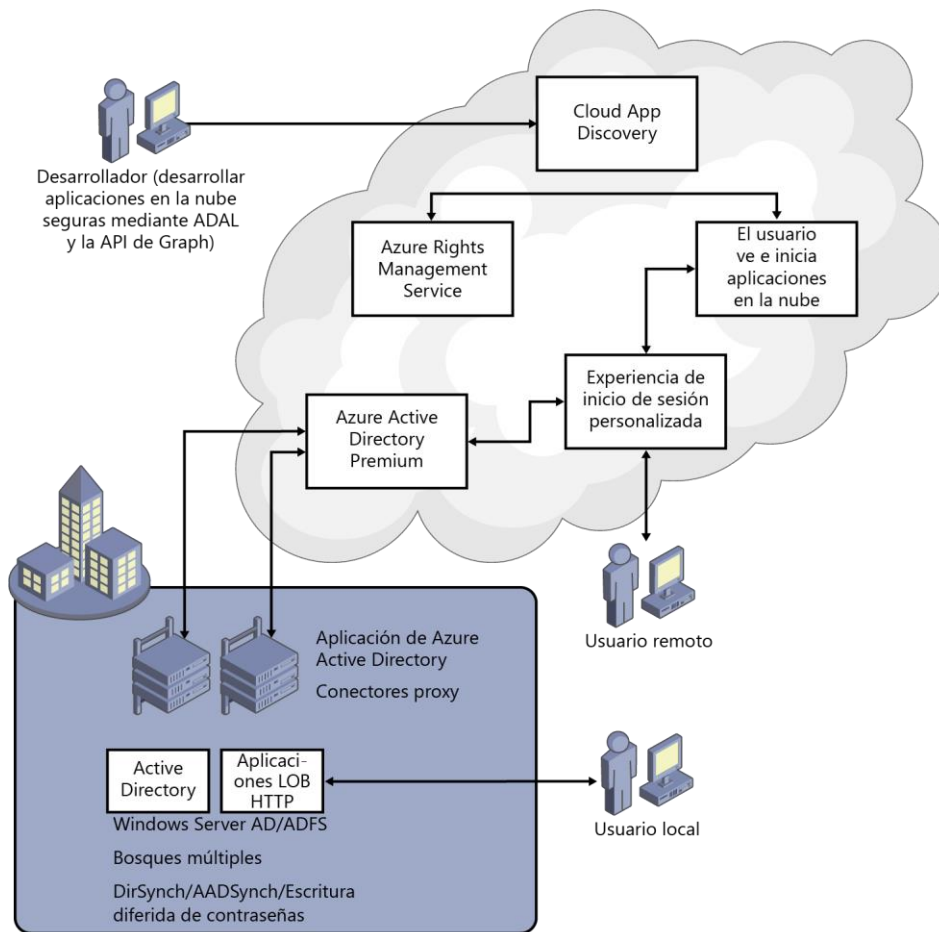 Cloud App
Discovery
Desarrollador (desarrollar
aplicaciones en la nube
seguras mediante ADAL
y la API de Graph)
Azure Rights
Management
Service
El usuario
ve e inicia
aplicaciones
en la nube
Experiencia de
inicio de sesión
personalizada
Azure Active
Directory
Premium
Usuario remoto
Aplicación de Azure
Active Directory
Conectores proxy
Active
Directory
Aplicaci-
ones LOB
HTTP
Windows Server AD/ADFS
Usuario local
Bosques múltiples
DirSynch/AADSynch/Escritura
diferida de contraseñas